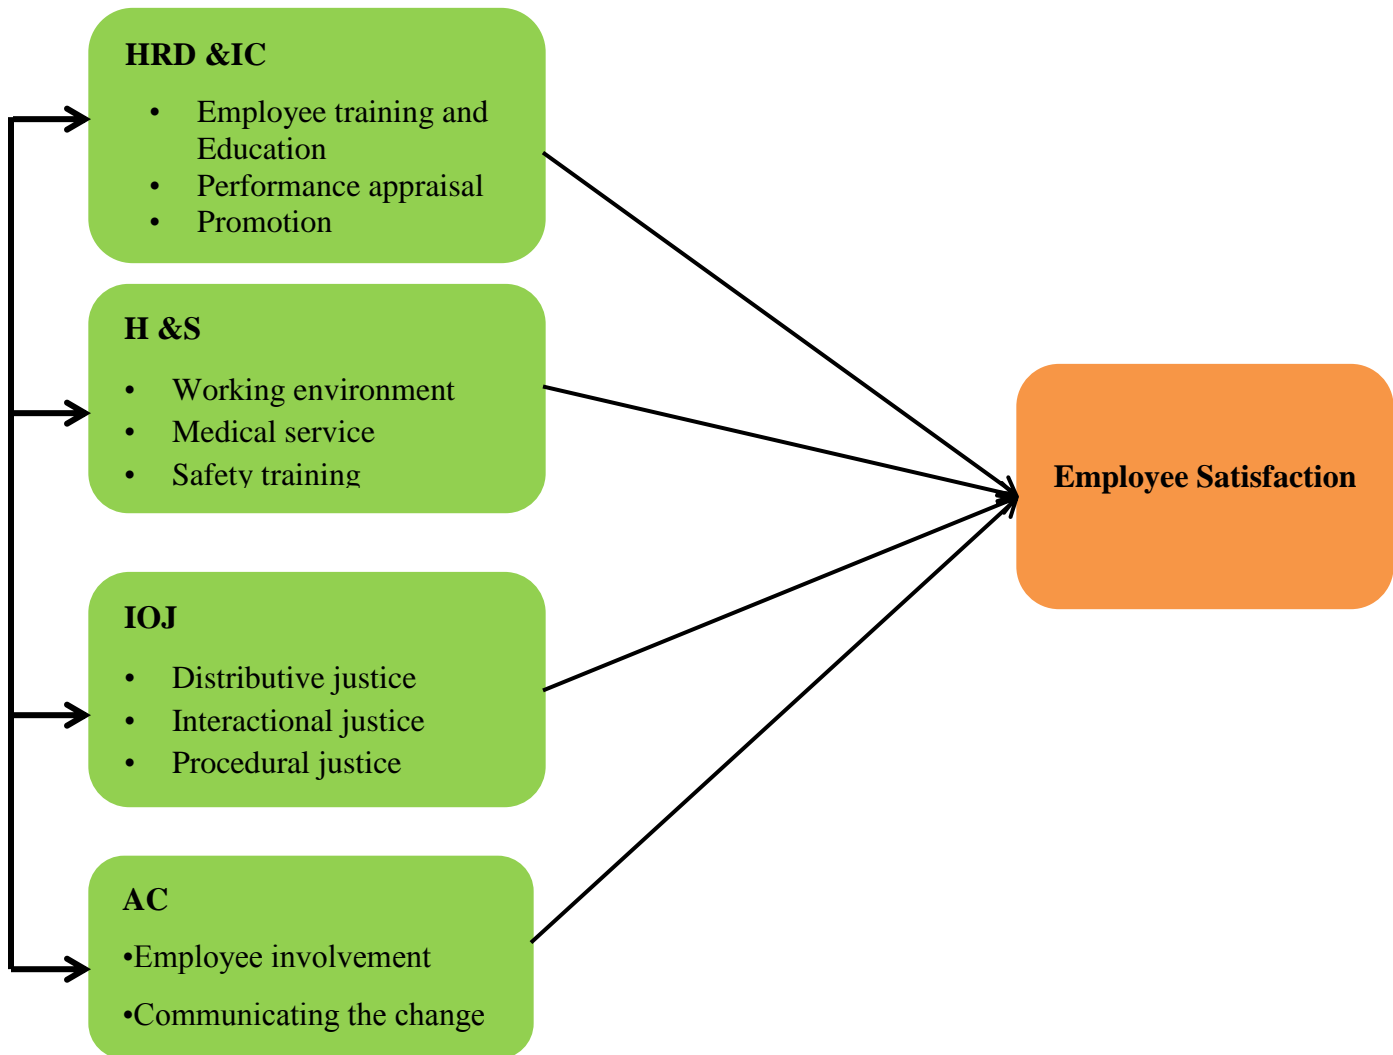 HRD &IC
• Employee training and
Education
• Performance appraisal
• Promotion
H &S
• Working environment
• Medical service
• Safety training
Employee Satisfaction
IOJ
• Distributive justice
• Interactional justice
• Procedural justice
AC
•Employee involvement
•Communicating the change